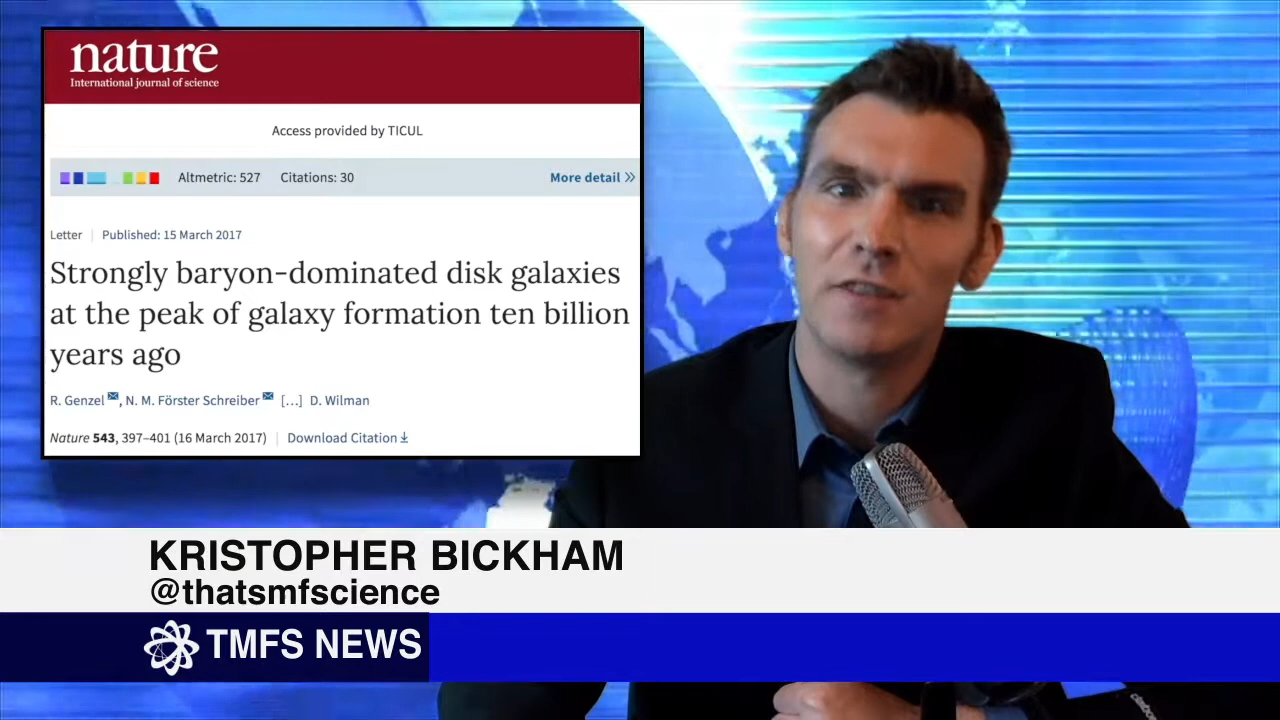 nature
International journal of science
Access provided by TICUL
Altmetric: 527 Citations: 30 More detail »
Letter | Published: 15 March 2017
Strongly baryon-dominated disk galaxies
at the peak of galaxy formation ten billion
years ago
R. Genzel, N. M. Förster Schreiber […] D. Wilman
Nature 543, 397–401 (16 March 2017) | Download Citation
KRISTOPHER BICKHAM
@thatsmfscience
TMFS NEWS